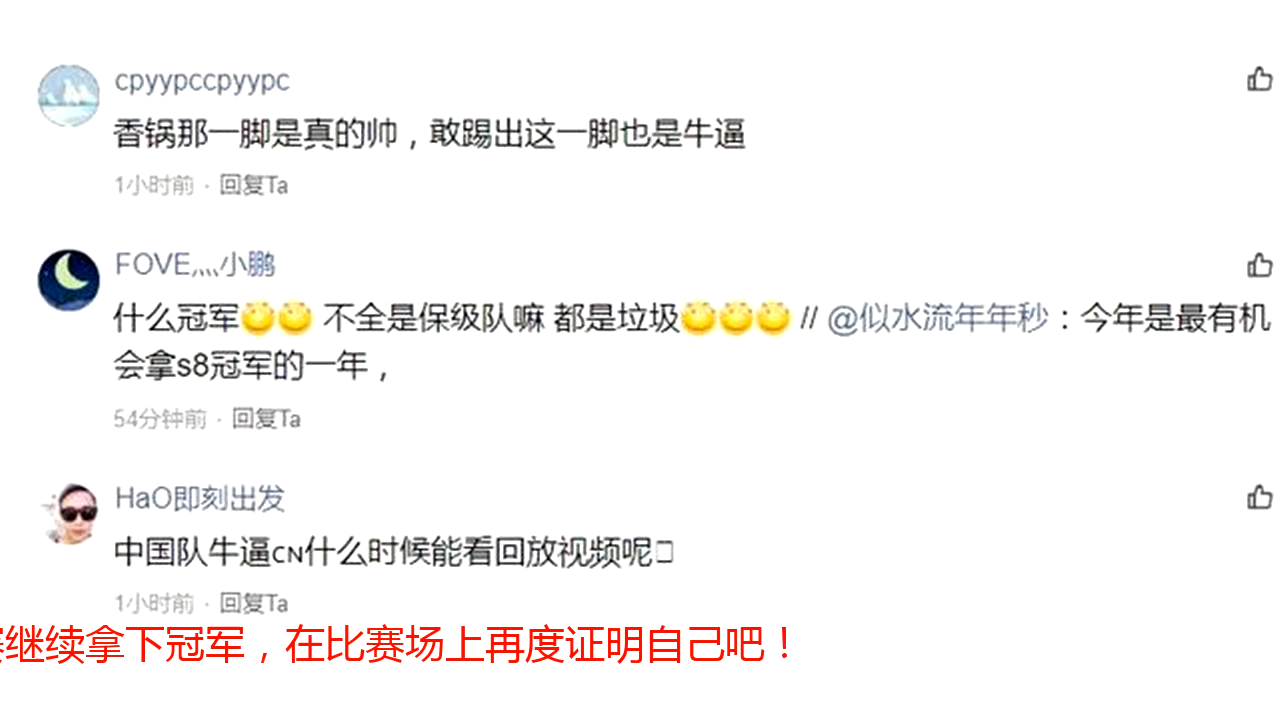 cpyypccpyypc
香锅那一脚是真的帅，敢踢出这一脚也是牛逼
1小时前 · 回复Ta
FOVE灬小鹏
什么冠军 不全是保级队嘛 都是垃圾 // @似水流年年秒：今年是最有机
会拿s8冠军的一年，
54分钟前 · 回复Ta
HaO即刻出发
中国队牛逼CN什么时候能看回放视频呢
1小时前 · 回复Ta
继续拿下冠军，在比赛场上再度证明自己吧！